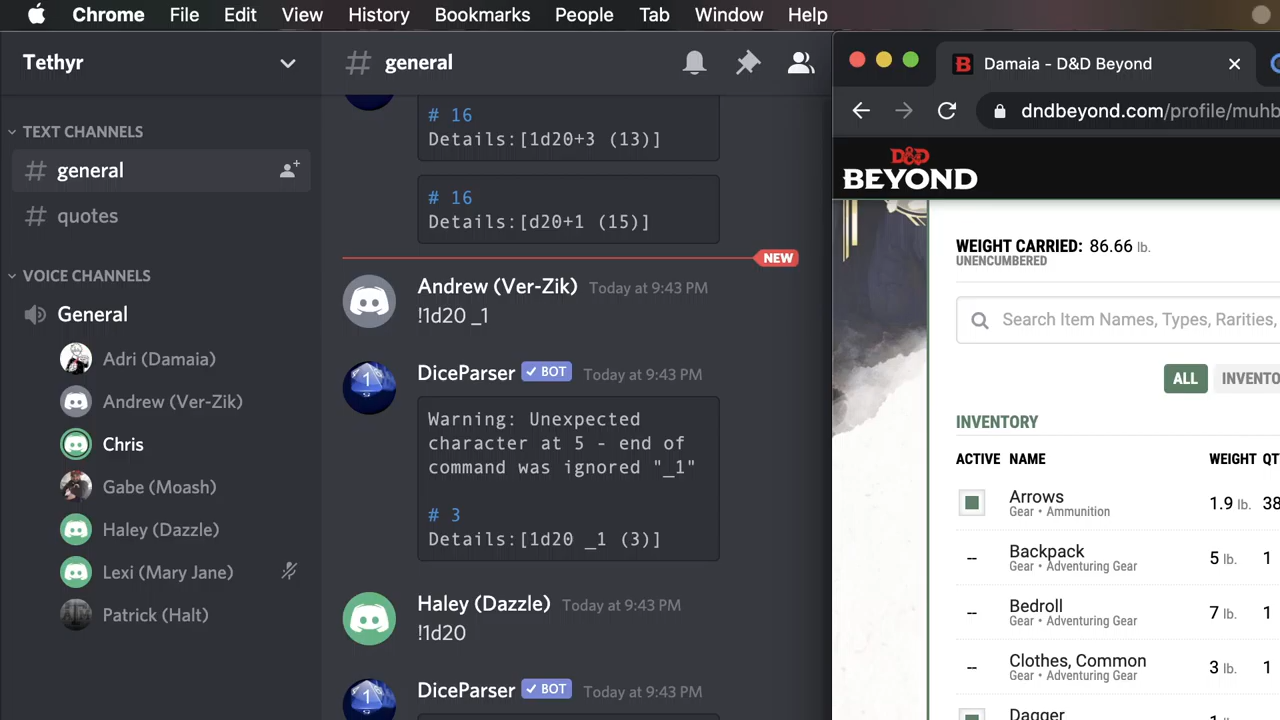 Chrome File Edit View History Bookmarks People Tab Window Help
Tethyr
TEXT CHANNELS
# general
# quotes
VOICE CHANNELS
General
Adri (Damaia)
Andrew (Ver-Zik)
Chris
Gabe (Moash)
Haley (Dazzle)
Lexi (Mary Jane)
Patrick (Halt)
# general
# 16
Details:[1d20+3 (13)]
# 16
Details:[d20+1 (15)]
NEW
Andrew (Ver-Zik) Today at 9:43 PM
!1d20 _1
1
DiceParser ✓ BOT Today at 9:43 PM
Warning: Unexpected
character at 5 - end of
command was ignored "_1"
# 3
Details:[1d20 _1 (3)]
Haley (Dazzle) Today at 9:43 PM
!1d20
1
DiceParser ✓ BOT Today at 9:43 PM
B Damaia - D&D Beyond
dndbeyond.com/profile/muhb
D&D
BEYOND
WEIGHT CARRIED: 86.66 lb.
UNENCUMBERED
Search Item Names, Types, Rarities,
ALL INVENTO
INVENTORY
ACTIVE NAME WEIGHT QT
Arrows 1.9 lb. 38
Gear • Ammunition
-- Backpack 5 lb. 1
Gear • Adventuring Gear
-- Bedroll 7 lb. 1
Gear • Adventuring Gear
-- Clothes, Common 3 lb. 1
Gear • Adventuring Gear
Dagger